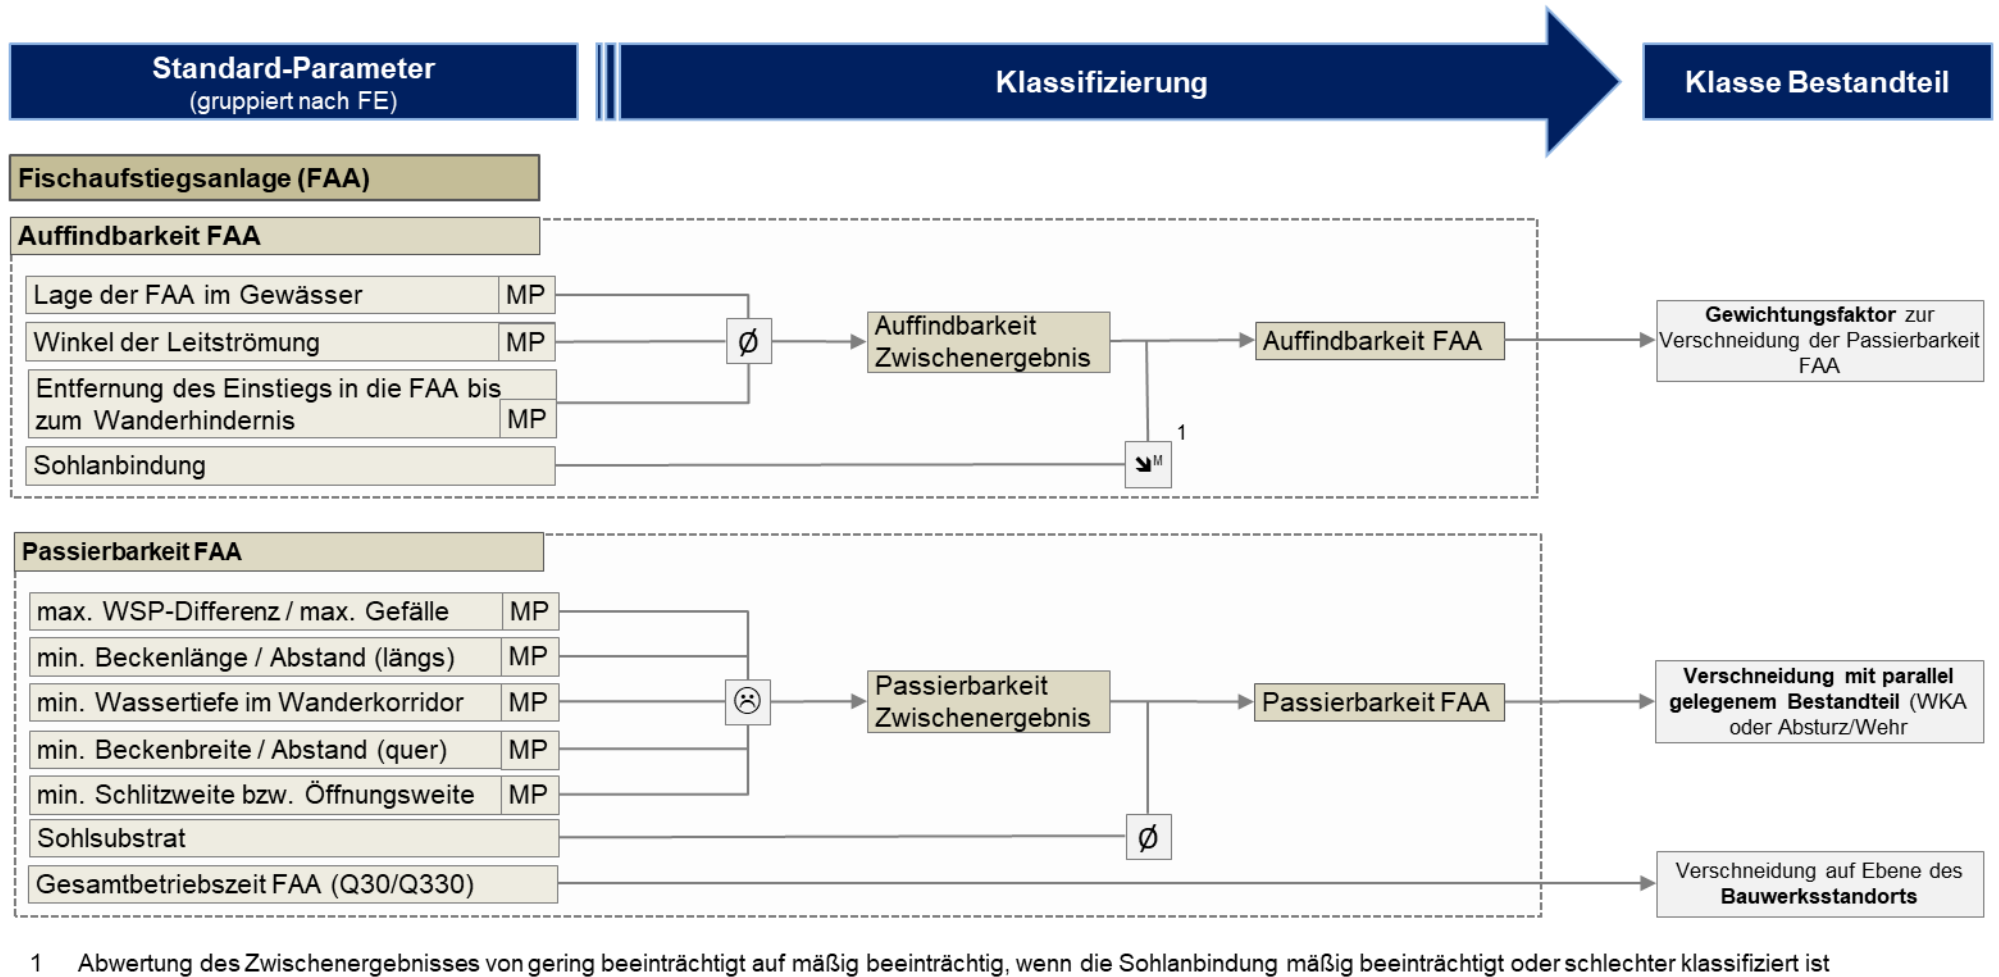 Standard-Parameter
(gruppiert nach FE)
Klassifizierung
Klasse Bestandteil
Fischaufstiegsanlage (FAA)
Auffindbarkeit FAA
Lage der FAA im Gewässer MP
Winkel der Leitströmung MP
Entfernung des Einstiegs in die FAA bis
zum Wanderhindernis MP
Sohlanbindung
Ø
Auffindbarkeit
Zwischenergebnis
M
1
Auffindbarkeit FAA
Gewichtungsfaktor zur
Verschneidung der Passierbarkeit
FAA
Passierbarkeit FAA
max. WSP-Differenz / max. Gefälle MP
min. Beckenlänge / Abstand (längs) MP
min. Wassertiefe im Wanderkorridor MP
min. Beckenbreite / Abstand (quer) MP
min. Schlitzweite bzw. Öffnungsweite MP
Sohlsubstrat
Gesamtbetriebszeit FAA (Q30/Q330)
Passierbarkeit
Zwischenergebnis
Ø
Passierbarkeit FAA
Verschneidung mit parallel
gelegenem Bestandteil (WKA
oder Absturz/Wehr
Verschneidung auf Ebene des
Bauwerksstandorts
1 Abwertung des Zwischenergebnisses von gering beeinträchtigt auf mäßig beeinträchtig, wenn die Sohlanbindung mäßig beeinträchtigt oder schlechter klassifiziert ist